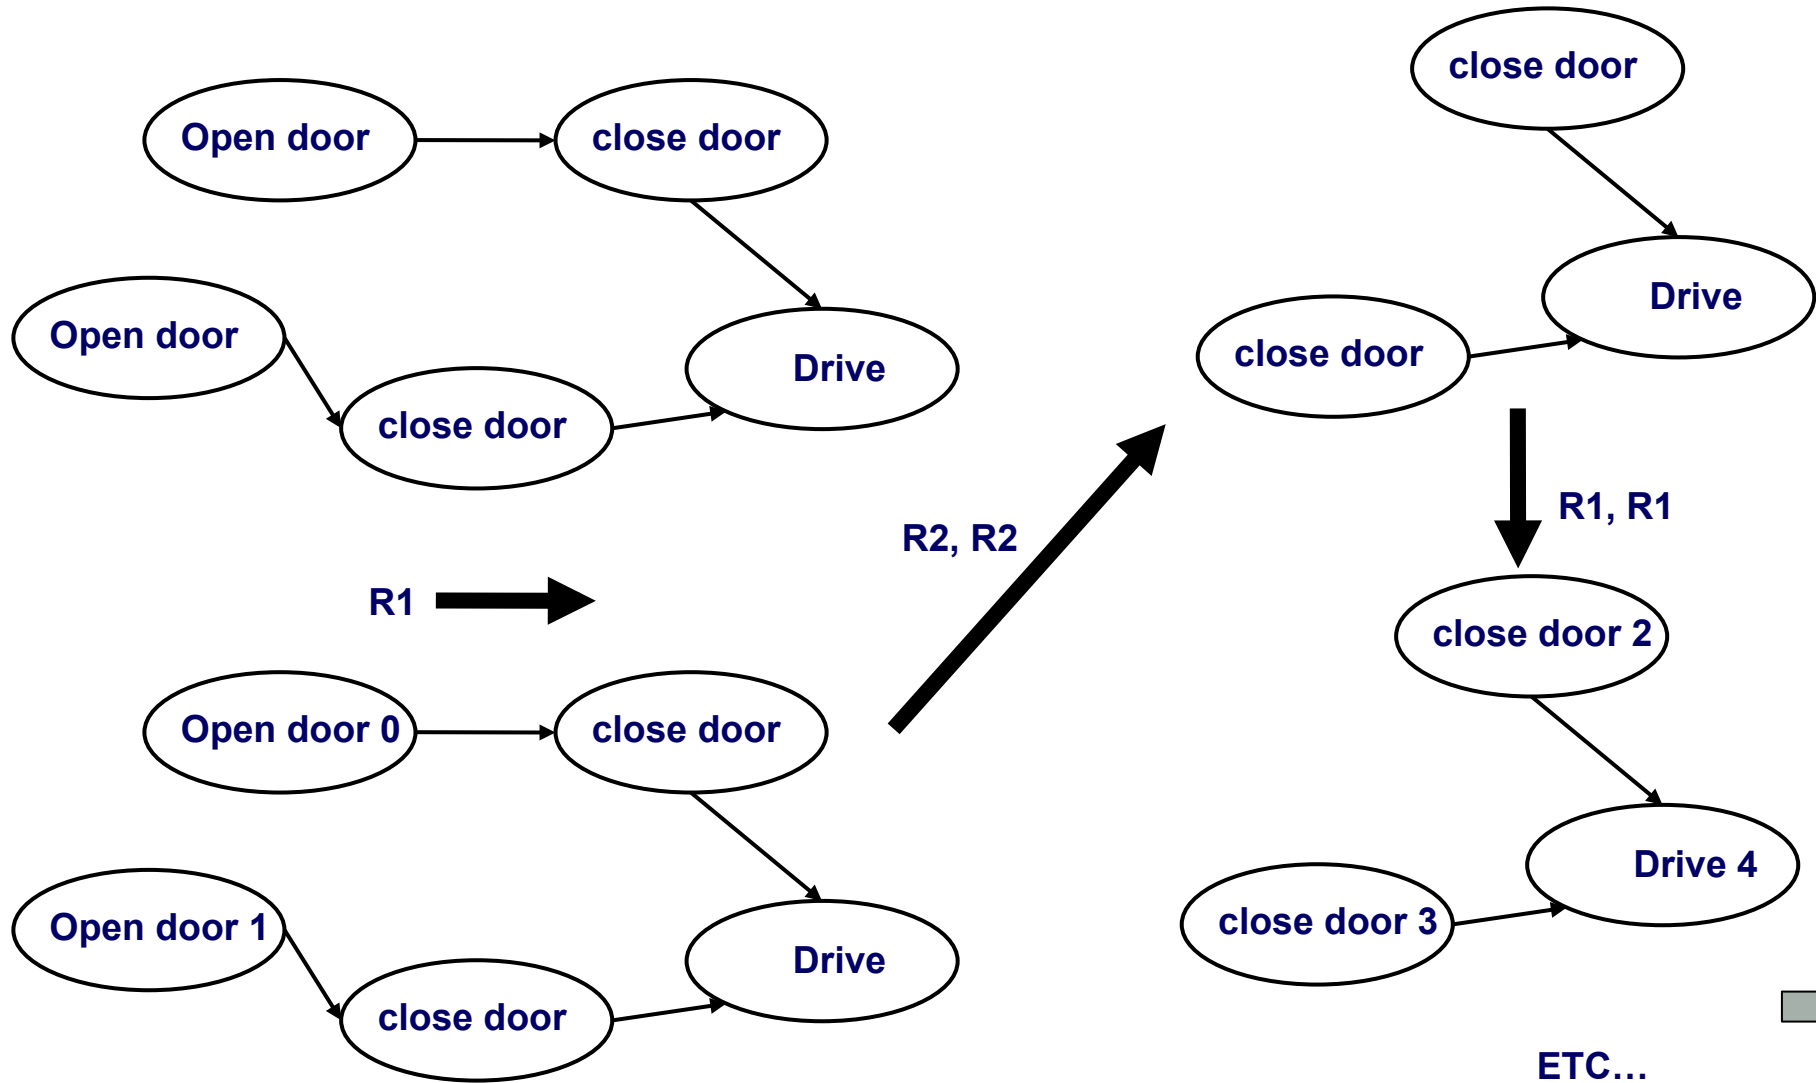 Open door
close door
Open door
Drive
close door
R1
Open door 0
close door
Open door 1
Drive
close door
R2, R2
close door
Drive
close door
R1, R1
close door 2
Drive 4
close door 3
ETC…